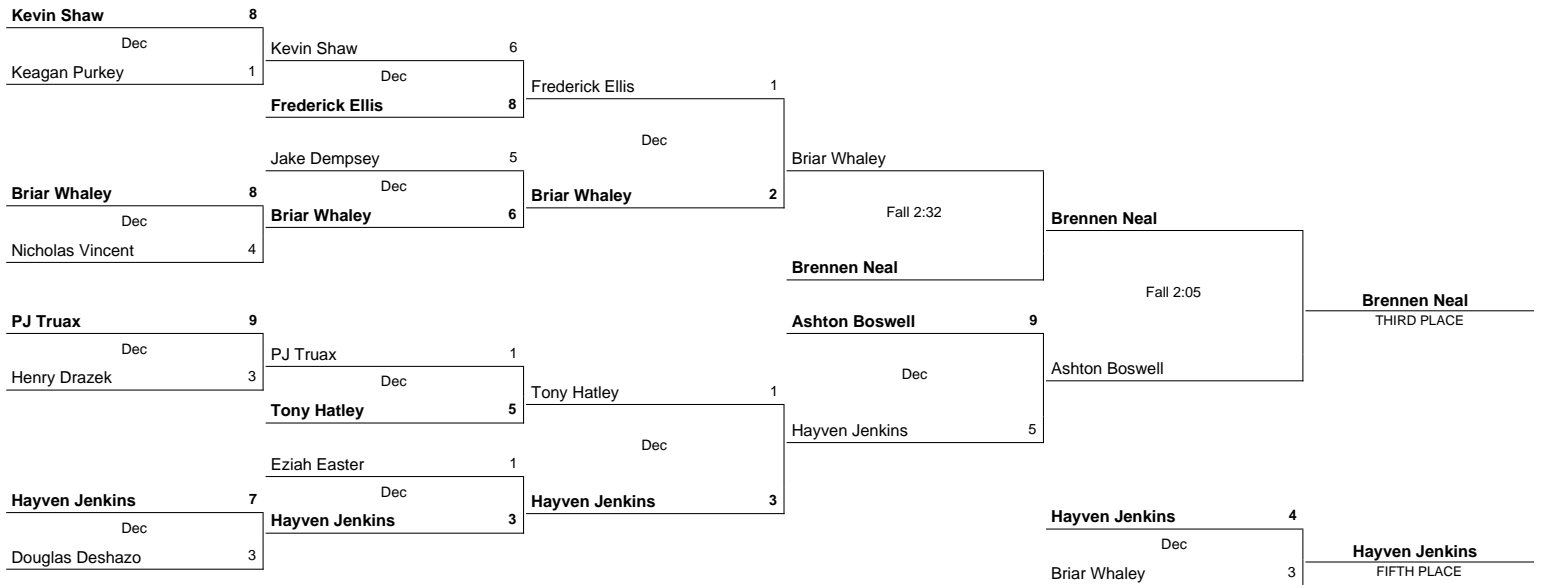 Kevin Shaw 8
Dec
Keagan Purkey 1
Briar Whaley 8
Dec
Nicholas Vincent 4
PJ Truax 9
Dec
Henry Drazek 3
Hayven Jenkins 7
Dec
Douglas Deshazo 3
Kevin Shaw 6
Dec
Frederick Ellis 8
Jake Dempsey 5
Dec
Briar Whaley 6
PJ Truax 1
Dec
Tony Hatley 5
Eziah Easter 1
Dec
Hayven Jenkins 3
Frederick Ellis 1
Dec
Briar Whaley 2
Tony Hatley 1
Dec
Hayven Jenkins 3
Briar Whaley
Fall 2:32
Brennen Neal
Ashton Boswell 9
Dec
Hayven Jenkins 5
Brennen Neal
Fall 2:05
Ashton Boswell
Brennen Neal
THIRD PLACE
Hayven Jenkins 4
Dec
Briar Whaley 3
Hayven Jenkins
FIFTH PLACE